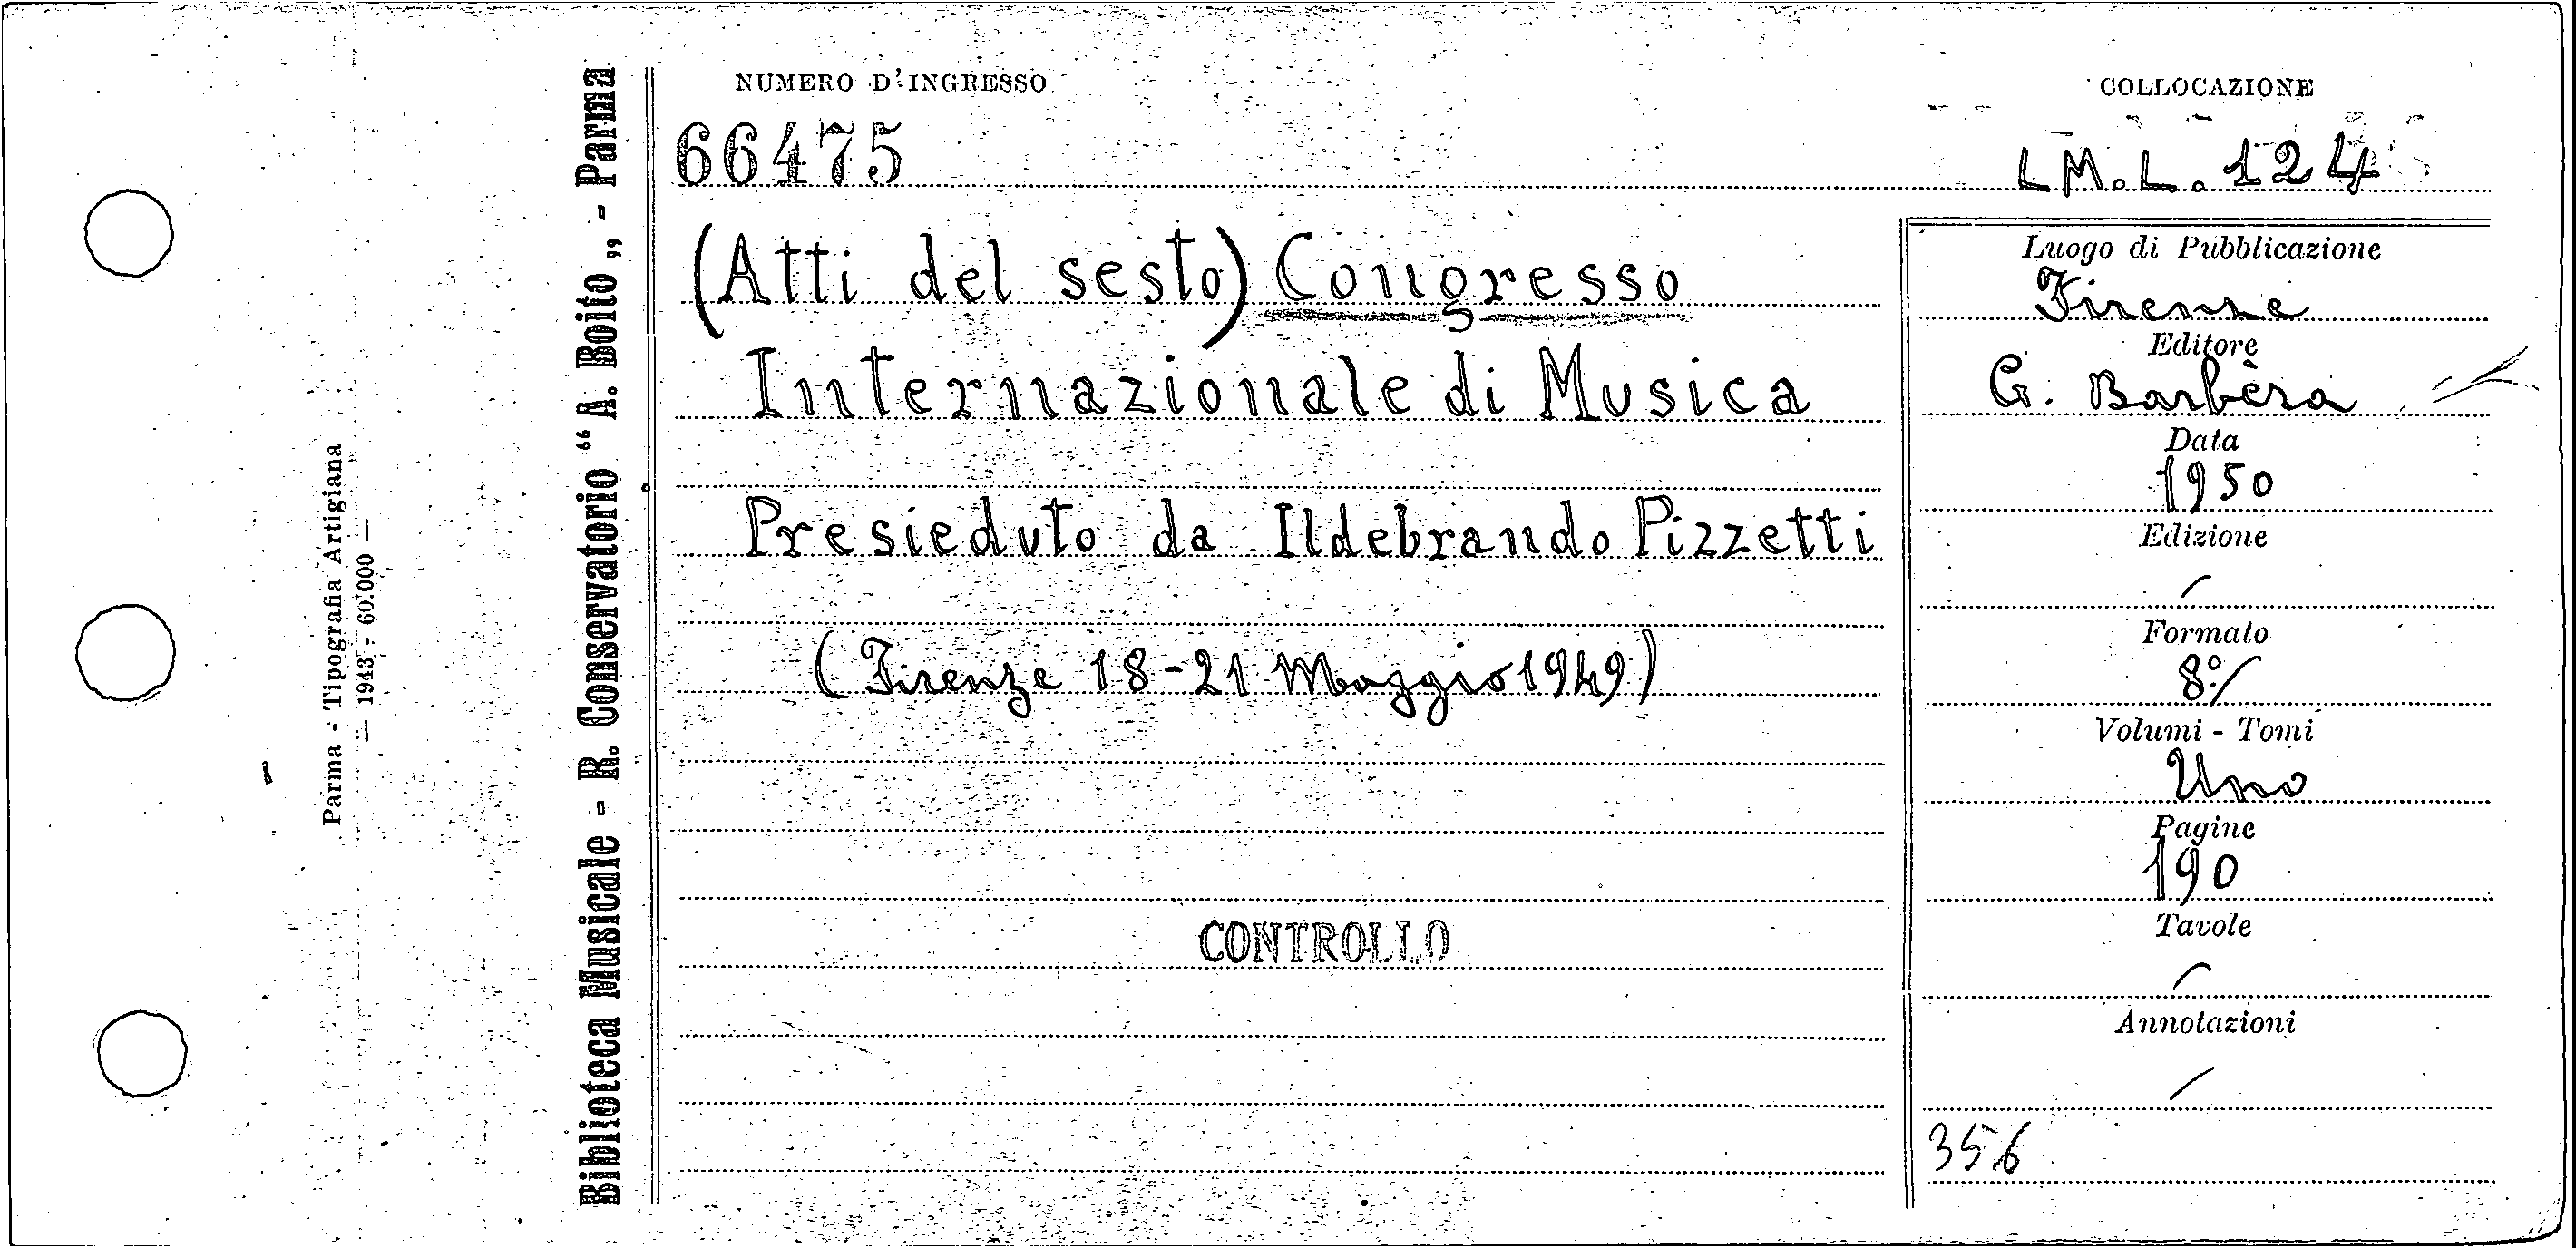 Parma - Tipografia Artigiana
— 1943 - 60.000 —
Biblioteca Musicale - R. Conservatorio “ A. Boito „ - Parma
NUMERO D'INGRESSO
66475
(Atti del sesto) Congresso
Internazionale di Musica
Presieduto da Ildebrando Pizzetti
(Firenze 18-21 Maggio 1949)
CONTROLLO
COLLOCAZIONE
LM.L.124
Luogo di Pubblicazione
Firenze
Editore
G. Barbèra
Data
1950
Edizione
/
Formato
8º/
Volumi - Tomi
Uno
Pagine
190
Tavole
/
Annotazioni
/
356